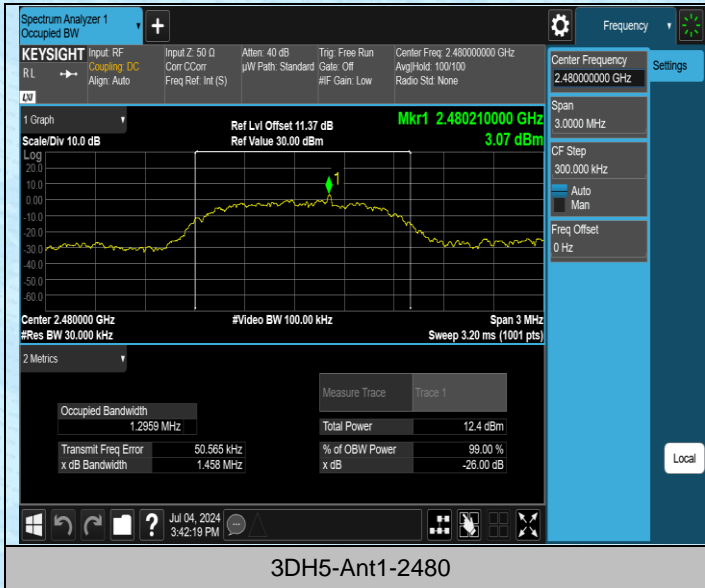 Spectrum Analyzer 1
Occupied BW
+
Frequency
KEYSIGHT
RL
LXI
Input: RF
Coupling: DC
Align: Auto
Input Z: 50 Ω
Corr CCorr
Freq Ref: Int (S)
Atten: 40 dB
µW Path: Standard
Trig: Free Run
Gate: Off
#IF Gain: Low
Center Freq: 2.480000000 GHz
Avg|Hold: 100/100
Radio Std: None
Center Frequency
2.480000000 GHz
Settings
Span
3.0000 MHz
CF Step
300.000 kHz
Auto
Man
Freq Offset
0 Hz
1 Graph
Scale/Div 10.0 dB
Ref Lvl Offset 11.37 dB
Ref Value 30.00 dBm
Mkr1 2.480210000 GHz
3.07 dBm
Log
20.0
10.0
0.00
-10.0
-20.0
-30.0
-40.0
-50.0
-60.0
1
Center 2.480000 GHz
#Res BW 30.000 kHz
#Video BW 100.00 kHz
Span 3 MHz
Sweep 3.20 ms (1001 pts)
2 Metrics
Measure Trace
Trace 1
Occupied Bandwidth
1.2959 MHz
Total Power 12.4 dBm
Transmit Freq Error 50.565 kHz
% of OBW Power 99.00 %
x dB Bandwidth 1.458 MHz
x dB -26.00 dB
Local
?
Jul 04, 2024
3:42:19 PM
3DH5-Ant1-2480